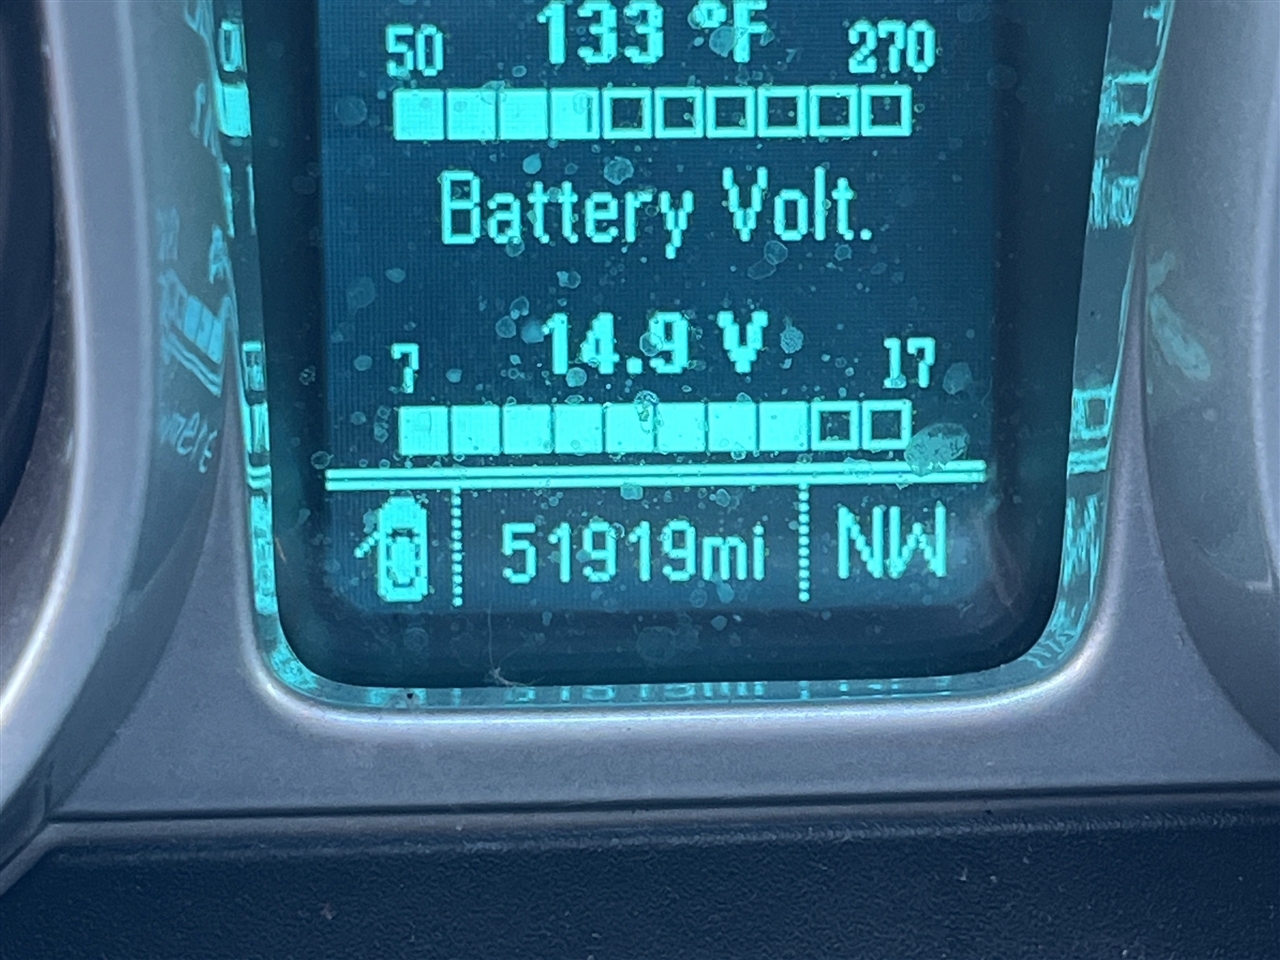 133 °F
50 270
Battery Volt.
14.9 V
7 17
51919mi NW